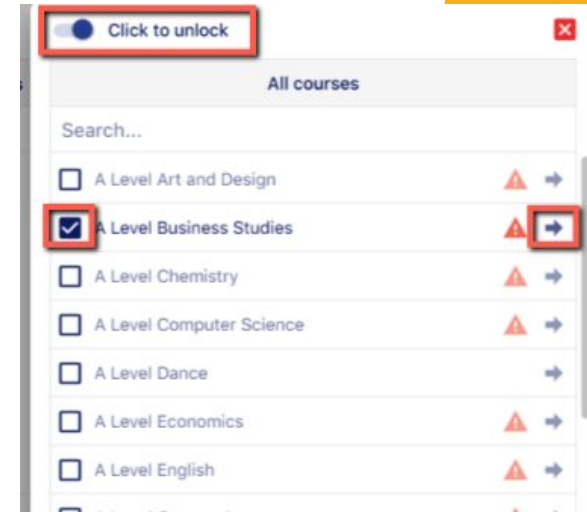 Click to unlock
All courses
Search...
A Level Art and Design
A Level Business Studies
A Level Chemistry
A Level Computer Science
A Level Dance
A Level Economics
A Level English